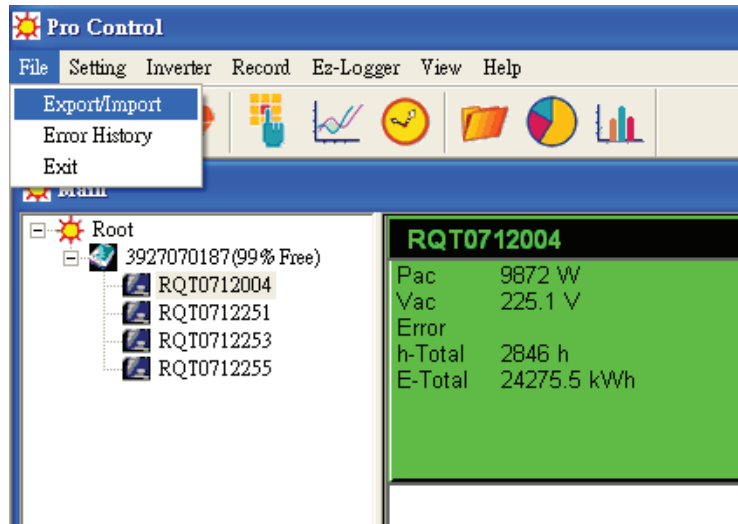 Pro Control
File Setting Inverter Record Ez-Logger View Help
Export/Import
Error History
Exit
Main
Root
3927070187(99% Free)
RQT0712004
RQT0712251
RQT0712253
RQT0712255
RQT0712004
Pac 9872 W
Vac 225.1 V
Error
h-Total 2846 h
E-Total 24275.5 kWh